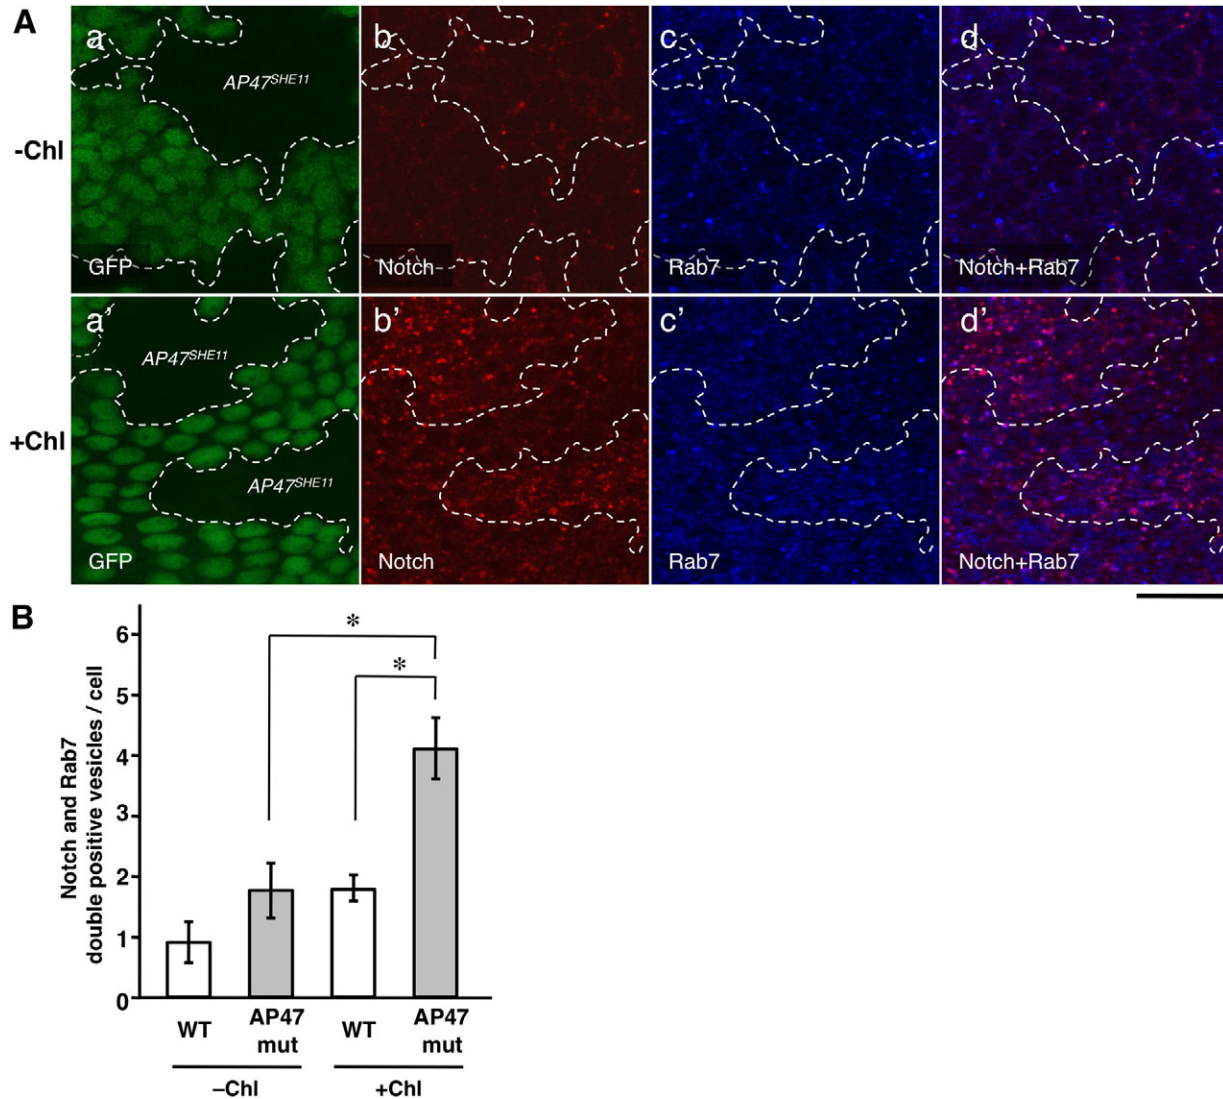 A
a
b
c
d
AP47SHE11
-Chl
GFP
Notch
Rab7
Notch+Rab7
a'
b'
c'
d'
AP47SHE11
+Chl
AP47SHE11
GFP
Notch
Rab7
Notch+Rab7
B
Notch and Rab7
double positive vesicles / cell
6
5
4
3
2
1
0
*
*
WT
AP47
mut
WT
AP47
mut
–Chl
+Chl